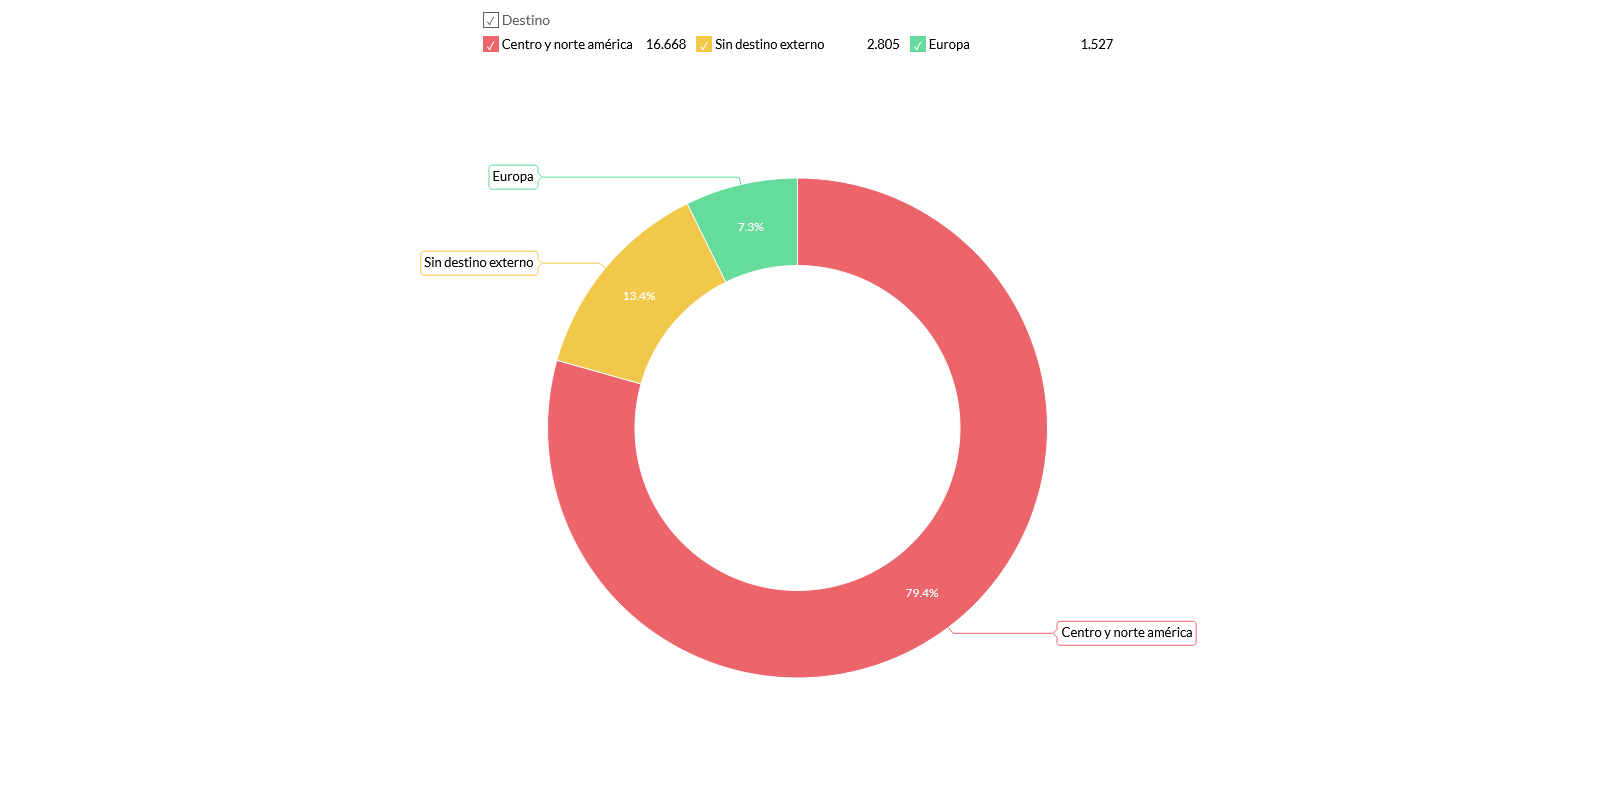 Destino
Centro y norte américa 16.668 Sin destino externo 2.805 Europa 1.527
Europa
7.3%
Sin destino externo
13.4%
79.4%
Centro y norte américa